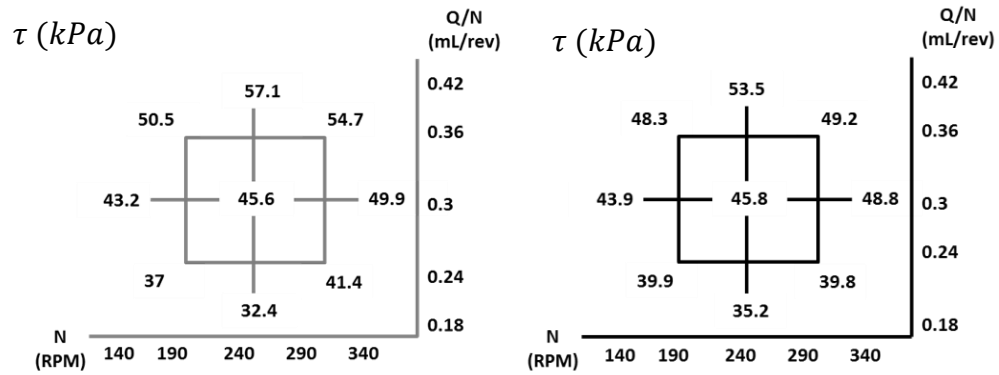 τ (kPa)
Q/N
(mL/rev)
0.42
57.1
50.5
54.7
0.36
43.2
45.6
49.9
0.3
37
41.4
0.24
32.4
0.18
N
(RPM)
140 190 240 290 340
τ (kPa)
Q/N
(mL/rev)
0.42
53.5
48.3
49.2
0.36
43.9
45.8
48.8
0.3
39.9
39.8
0.24
35.2
0.18
N
(RPM)
140 190 240 290 340